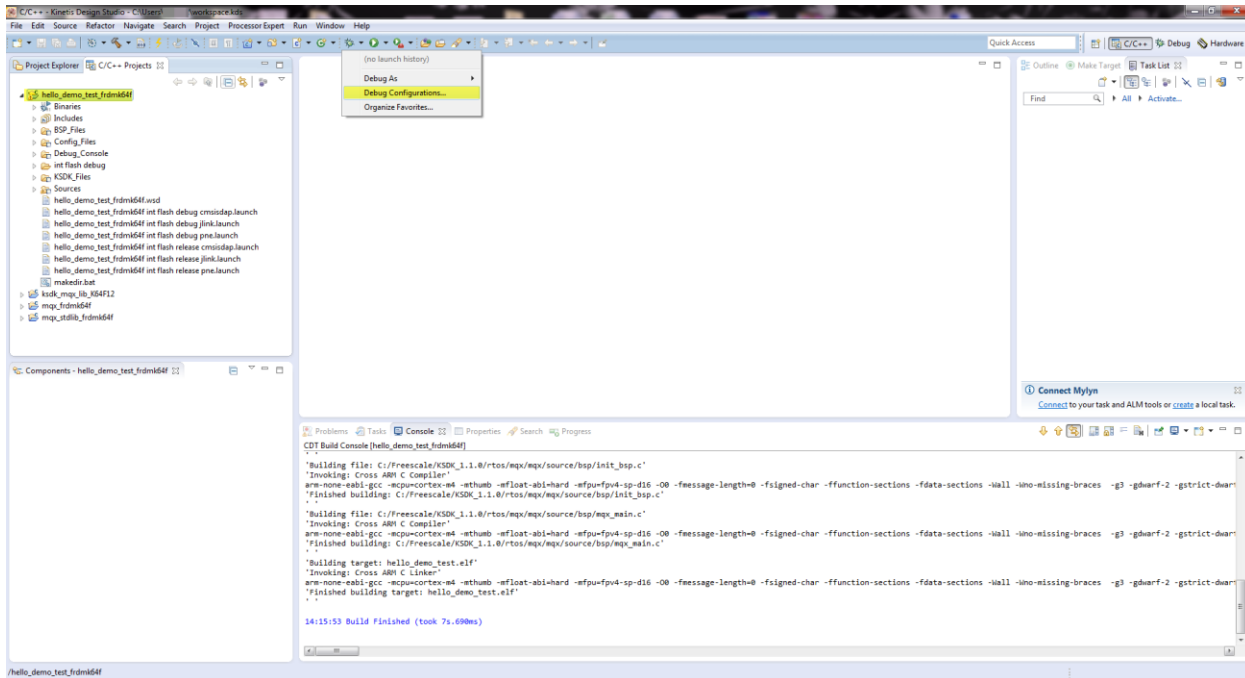 C/C++ - Kinetis Design Studio - C:\Users\ \workspace.kds
File Edit Source Refactor Navigate Search Project Processor Expert Run Window Help
Quick Access
C/C++
Debug
Hardware
(no launch history)
Debug As
Debug Configurations...
Organize Favorites...
Project Explorer
C/C++ Projects
hello_demo_test_frdmk64f
Binaries
Includes
BSP_Files
Config_Files
Debug_Console
int flash debug
KSDK_Files
Sources
hello_demo_test_frdmk64f.wsd
hello_demo_test_frdmk64f int flash debug cmsisdap.launch
hello_demo_test_frdmk64f int flash debug jlink.launch
hello_demo_test_frdmk64f int flash debug pne.launch
hello_demo_test_frdmk64f int flash release cmsisdap.launch
hello_demo_test_frdmk64f int flash release jlink.launch
hello_demo_test_frdmk64f int flash release pne.launch
makedir.bat
ksdk_mqx_lib_K64F12
mqx_frdmk64f
mqx_stdlib_frdmk64f
Components - hello_demo_test_frdmk64f
Outline Make Target Task List
Find All Activate...
Connect Mylyn
Connect to your task and ALM tools or create a local task.
Problems Tasks Console Properties Search Progress
CDT Build Console [hello_demo_test_frdmk64f]
' '
'Building file: C:/Freescale/KSDK_1.1.0/rtos/mqx/mqx/source/bsp/init_bsp.c'
'Invoking: Cross ARM C Compiler'
arm-none-eabi-gcc -mcpu=cortex-m4 -mthumb -mfloat-abi=hard -mfpu=fpv4-sp-d16 -O0 -fmessage-length=0 -fsigned-char -ffunction-sections -fdata-sections -Wall -Wno-missing-braces -g3 -gdwarf-2 -gstrict-dwarf
'Finished building: C:/Freescale/KSDK_1.1.0/rtos/mqx/mqx/source/bsp/init_bsp.c'
' '
'Building file: C:/Freescale/KSDK_1.1.0/rtos/mqx/mqx/source/bsp/mqx_main.c'
'Invoking: Cross ARM C Compiler'
arm-none-eabi-gcc -mcpu=cortex-m4 -mthumb -mfloat-abi=hard -mfpu=fpv4-sp-d16 -O0 -fmessage-length=0 -fsigned-char -ffunction-sections -fdata-sections -Wall -Wno-missing-braces -g3 -gdwarf-2 -gstrict-dwarf
'Finished building: C:/Freescale/KSDK_1.1.0/rtos/mqx/mqx/source/bsp/mqx_main.c'
' '
'Building target: hello_demo_test.elf'
'Invoking: Cross ARM C Linker'
arm-none-eabi-gcc -mcpu=cortex-m4 -mthumb -mfloat-abi=hard -mfpu=fpv4-sp-d16 -O0 -fmessage-length=0 -fsigned-char -ffunction-sections -fdata-sections -Wall -Wno-missing-braces -g3 -gdwarf-2 -gstrict-dwarf
'Finished building target: hello_demo_test.elf'
' '
14:15:53 Build Finished (took 7s.690ms)
/hello_demo_test_frdmk64f